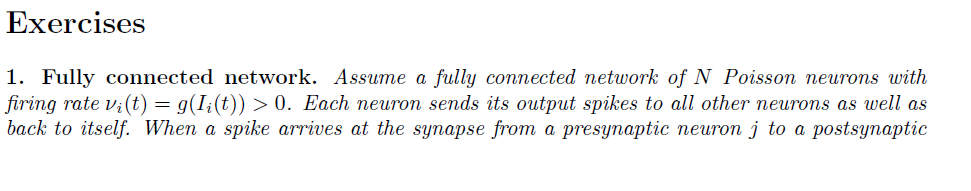 Exercises
1. Fully connected network. Assume a fully connected network of N Poisson neurons with
firing rate νᵢ(t) = g(Iᵢ(t)) > 0. Each neuron sends its output spikes to all other neurons as well as
back to itself. When a spike arrives at the synapse from a presynaptic neuron j to a postsynaptic